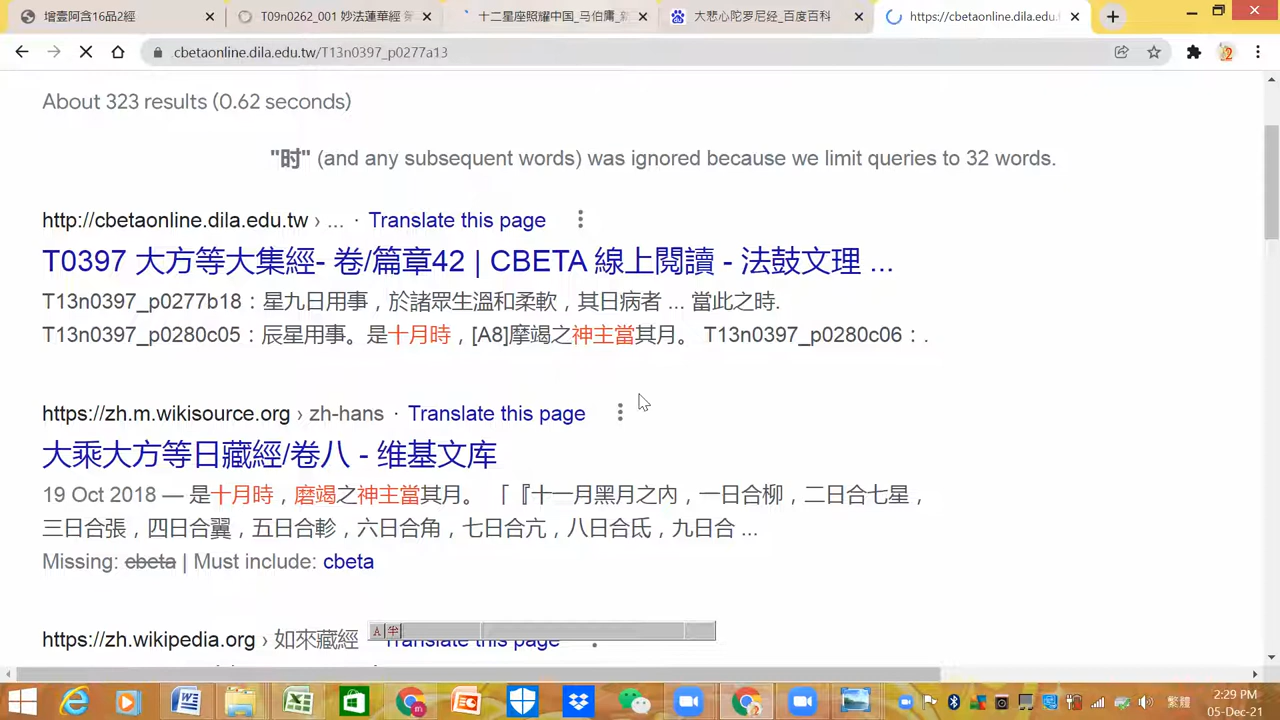 增壹阿含16品2經
T09n0262_001 妙法蓮華經
十二星座照耀中国_马伯庸_新
大悲心陀罗尼经_百度百科
https://cbetaonline.dila.edu.
cbetaonline.dila.edu.tw/T13n0397_p0277a13
About 323 results (0.62 seconds)
"时" (and any subsequent words) was ignored because we limit queries to 32 words.
http://cbetaonline.dila.edu.tw › ... · Translate this page
T0397 大方等大集經- 卷/篇章42 | CBETA 線上閱讀 - 法鼓文理 ...
T13n0397_p0277b18：星九日用事，於諸眾生溫和柔軟，其日病者 ... 當此之時.
T13n0397_p0280c05：辰星用事。是十月時，[A8]摩竭之神主當其月。 T13n0397_p0280c06：.
https://zh.m.wikisource.org › zh-hans · Translate this page
大乘大方等日藏經/卷八 - 维基文库
19 Oct 2018 — 是十月時，磨竭之神主當其月。 「『十一月黑月之內，一日合柳，二日合七星，
三日合張，四日合翼，五日合軫，六日合角，七日合亢，八日合氐，九日合 ...
Missing: cbeta | Must include: cbeta
A 半
https://zh.wikipedia.org › 如來藏經 Translate this page
繁體
2:29 PM
05-Dec-21